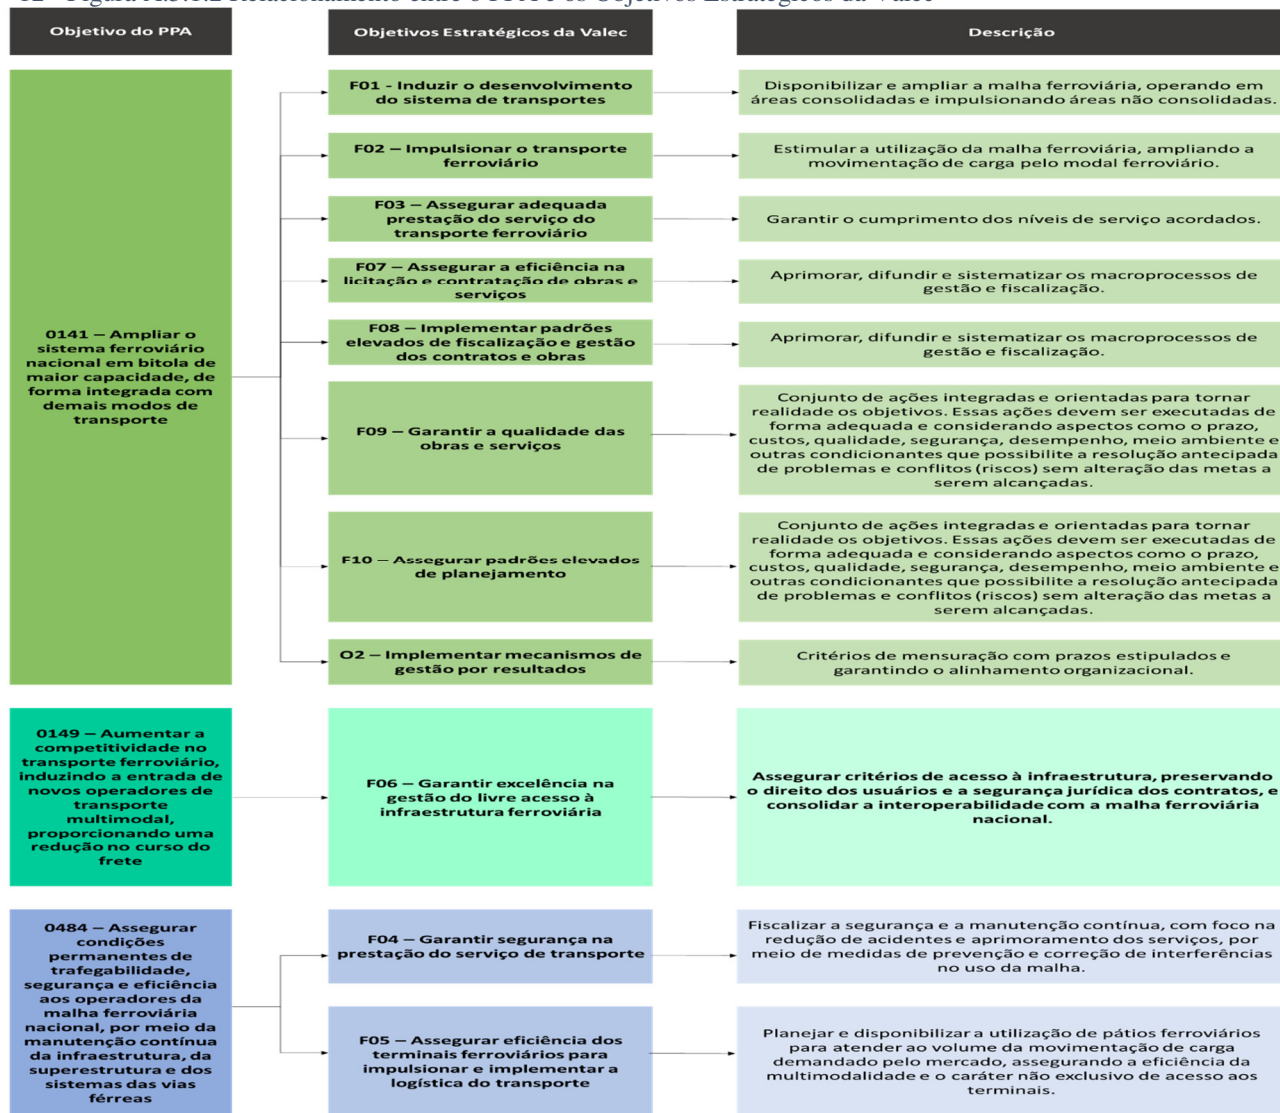 Objetivo do PPA
Objetivos Estratégicos da Valec
Descrição
0141 – Ampliar o
sistema ferroviário
nacional em bitola de
maior capacidade, de
forma integrada com
demais modos de
transporte
F01 - Induzir o desenvolvimento
do sistema de transportes
Disponibilizar e ampliar a malha ferroviária, operando em
áreas consolidadas e impulsionando áreas não consolidadas.
F02 – Impulsionar o transporte
ferroviário
Estimular a utilização da malha ferroviária, ampliando a
movimentação de carga pelo modal ferroviário.
F03 – Assegurar adequada
prestação do serviço do
transporte ferroviário
Garantir o cumprimento dos níveis de serviço acordados.
F07 – Assegurar a eficiência na
licitação e contratação de obras e
serviços
Aprimorar, difundir e sistematizar os macroprocessos de
gestão e fiscalização.
F08 – Implementar padrões
elevados de fiscalização e gestão
dos contratos e obras
Aprimorar, difundir e sistematizar os macroprocessos de
gestão e fiscalização.
F09 – Garantir a qualidade das
obras e serviços
Conjunto de ações integradas e orientadas para tornar
realidade os objetivos. Essas ações devem ser executadas de
forma adequada e considerando aspectos como o prazo,
custos, qualidade, segurança, desempenho, meio ambiente e
outras condicionantes que possibilite a resolução antecipada
de problemas e conflitos (riscos) sem alteração das metas a
serem alcançadas.
F10 – Assegurar padrões elevados
de planejamento
Conjunto de ações integradas e orientadas para tornar
realidade os objetivos. Essas ações devem ser executadas de
forma adequada e considerando aspectos como o prazo,
custos, qualidade, segurança, desempenho, meio ambiente e
outras condicionantes que possibilite a resolução antecipada
de problemas e conflitos (riscos) sem alteração das metas a
serem alcançadas.
O2 – Implementar mecanismos de
gestão por resultados
Critérios de mensuração com prazos estipulados e
garantindo o alinhamento organizacional.
0149 – Aumentar a
competitividade no
transporte ferroviário,
induzindo a entrada de
novos operadores de
transporte
multimodal,
proporcionando uma
redução no curso do
frete
F06 – Garantir excelência na
gestão do livre acesso à
infraestrutura ferroviária
Assegurar critérios de acesso à infraestrutura, preservando
o direito dos usuários e a segurança jurídica dos contratos, e
consolidar a interoperabilidade com a malha ferroviária
nacional.
0484 – Assegurar
condições
permanentes de
trafegabilidade,
segurança e eficiência
aos operadores da
malha ferroviária
nacional, por meio da
manutenção contínua
da infraestrutura, da
superestrutura e dos
sistemas das vias
férreas
F04 – Garantir segurança na
prestação do serviço de transporte
Fiscalizar a segurança e a manutenção contínua, com foco na
redução de acidentes e aprimoramento dos serviços, por
meio de medidas de prevenção e correção de interferências
no uso da malha.
F05 – Assegurar eficiência dos
terminais ferroviários para
impulsionar e implementar a
logística do transporte
Planejar e disponibilizar a utilização de pátios ferroviários
para atender ao volume da movimentação de carga
demandado pelo mercado, assegurando a eficiência da
multimodalidade e o caráter não exclusivo de acesso aos
terminais.